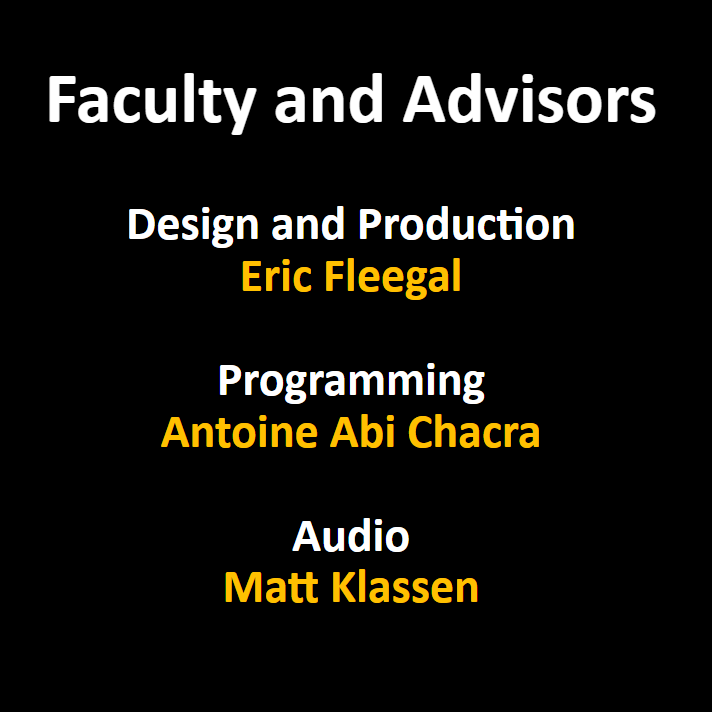 Faculty and Advisors
Design and Production
Eric Fleegal
Programming
Antoine Abi Chacra
Audio
Matt Klassen